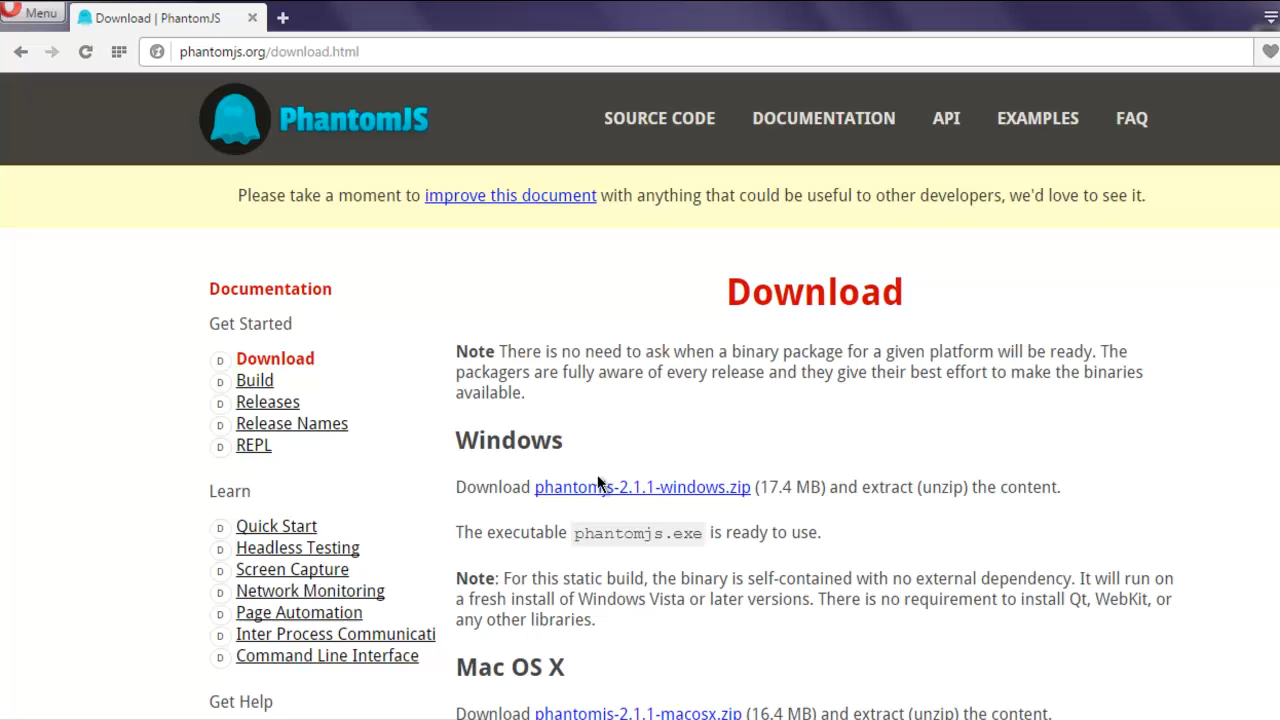 Menu
Download | PhantomJS
phantomjs.org/download.html
PhantomJS
SOURCE CODE DOCUMENTATION API EXAMPLES FAQ
Please take a moment to improve this document with anything that could be useful to other developers, we'd love to see it.
Documentation
Get Started
D Download
D Build
D Releases
D Release Names
D REPL
Learn
D Quick Start
D Headless Testing
D Screen Capture
D Network Monitoring
D Page Automation
D Inter Process Communicati
D Command Line Interface
Get Help
Download
Note There is no need to ask when a binary package for a given platform will be ready. The
packagers are fully aware of every release and they give their best effort to make the binaries
available.
Windows
Download phantomjs-2.1.1-windows.zip (17.4 MB) and extract (unzip) the content.
The executable phantomjs.exe is ready to use.
Note: For this static build, the binary is self-contained with no external dependency. It will run on
a fresh install of Windows Vista or later versions. There is no requirement to install Qt, WebKit, or
any other libraries.
Mac OS X
Download phantomjs-2.1.1-macosx.zip (16.4 MB) and extract (unzip) the content.